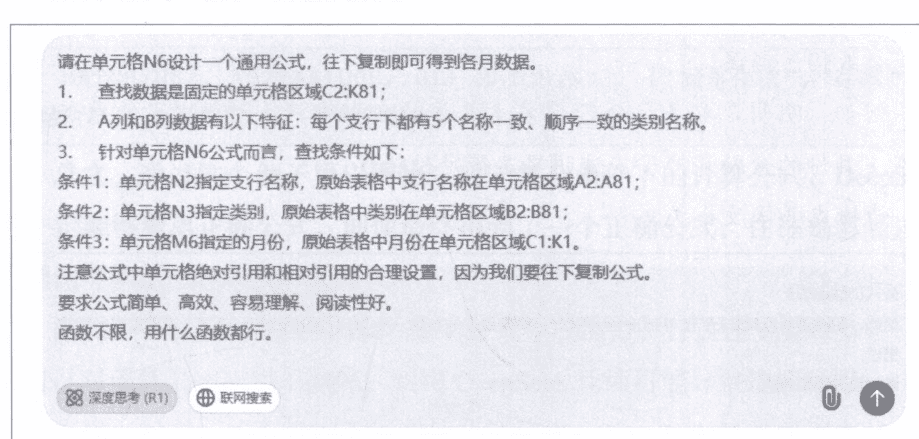 请在单元格N6设计一个通用公式，往下复制即可得到各月数据。
1. 查找数据是固定的单元格区域C2:K81；
2. A列和B列数据有以下特征：每个支行下都有5个名称一致、顺序一致的类别名称。
3. 针对单元格N6公式而言，查找条件如下：
条件1：单元格N2指定支行名称，原始表格中支行名称在单元格区域A2:A81；
条件2：单元格N3指定类别，原始表格中类别在单元格区域B2:B81；
条件3：单元格M6指定的月份，原始表格中月份在单元格区域C1:K1。
注意公式中单元格绝对引用和相对引用的合理设置，因为我们要往下复制公式。
要求公式简单、高效、容易理解、阅读性好。
函数不限，用什么函数都行。
深度思考 (R1) 联网搜索